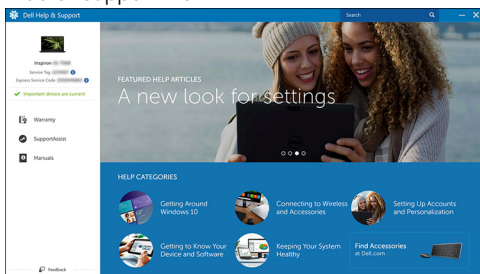 Dell Help & Support
Search
Inspiron
Service Tag
Express Service Code
Important drivers are current
Warranty
SupportAssist
Manuals
Feedback
FEATURED HELP ARTICLES
A new look for settings
HELP CATEGORIES
Getting Around
Windows 10
Connecting to Wireless
and Accessories
Setting Up Accounts
and Personalization
Getting to Know Your
Device and Software
Keeping Your System
Healthy
Find Accessories
at Dell.com